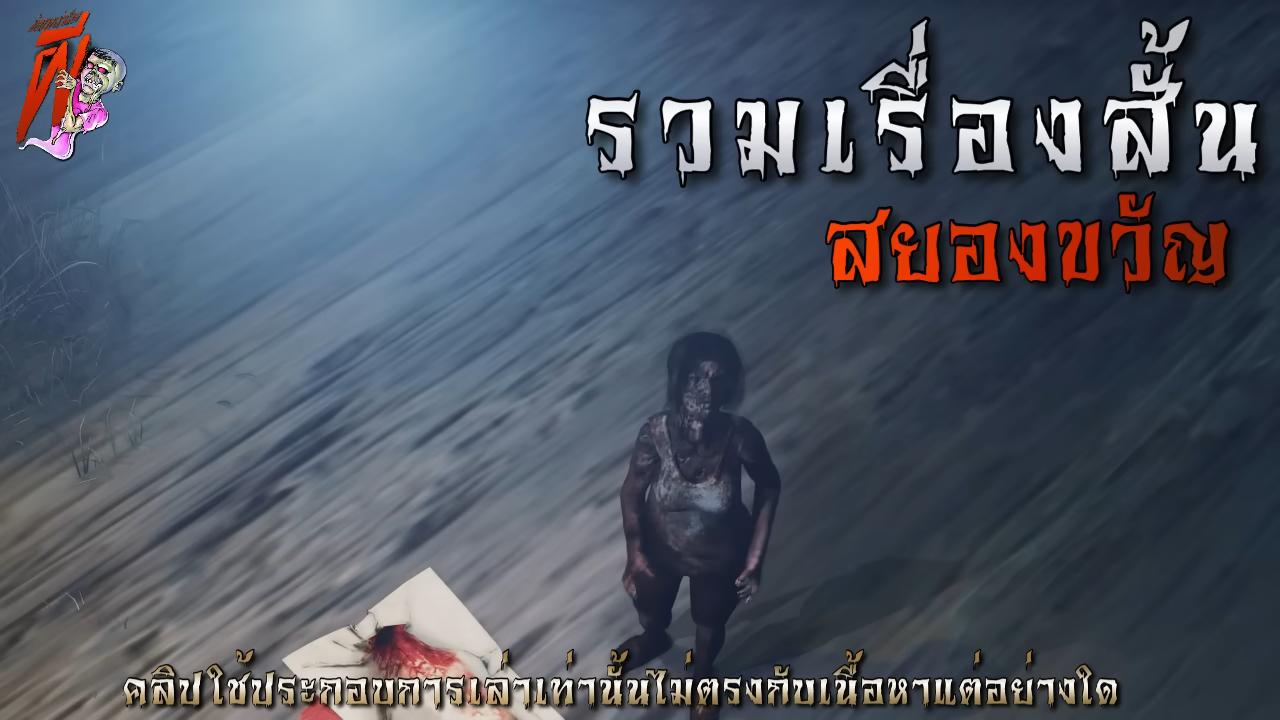 ผี
รวมเรื่องสั้น
สยองขวัญ
คลิปใช้ประกอบการเล่าเท่านั้นไม่ตรงกับเนื้อหาแต่อย่างใด